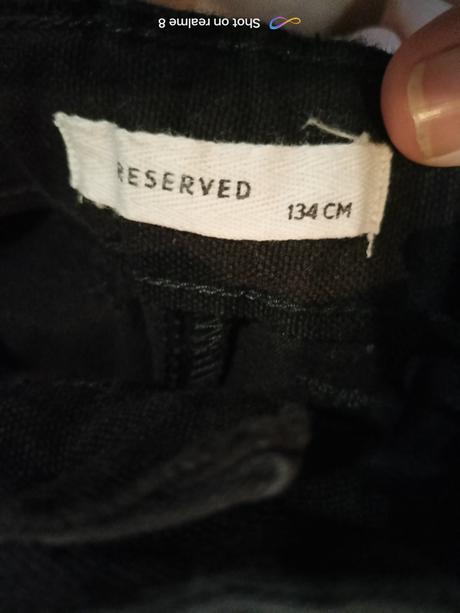 Shot on realme 8
RESERVED
134 CM